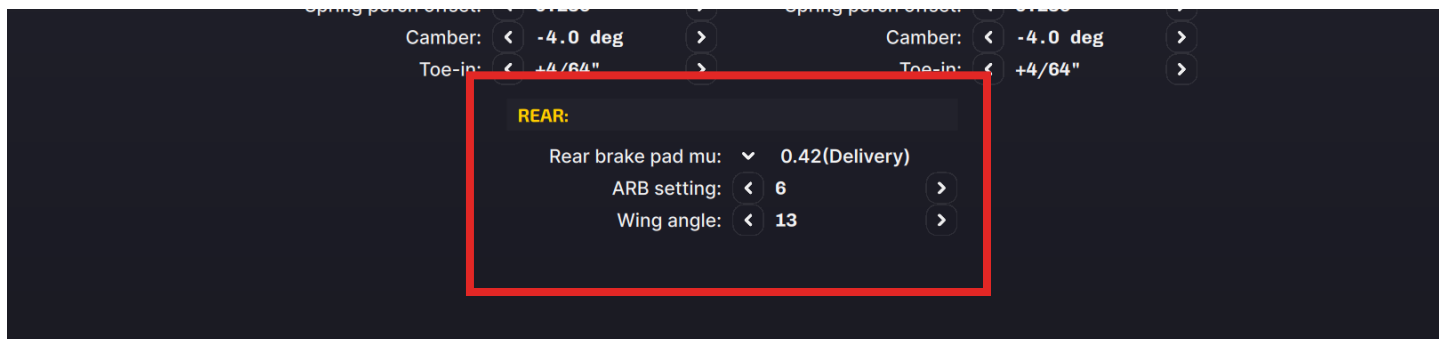 Camber: -4.0 deg Camber: -4.0 deg
Toe-in: +4/64" Toe-in: +4/64"
REAR:
Rear brake pad mu: 0.42(Delivery)
ARB setting: 6
Wing angle: 13